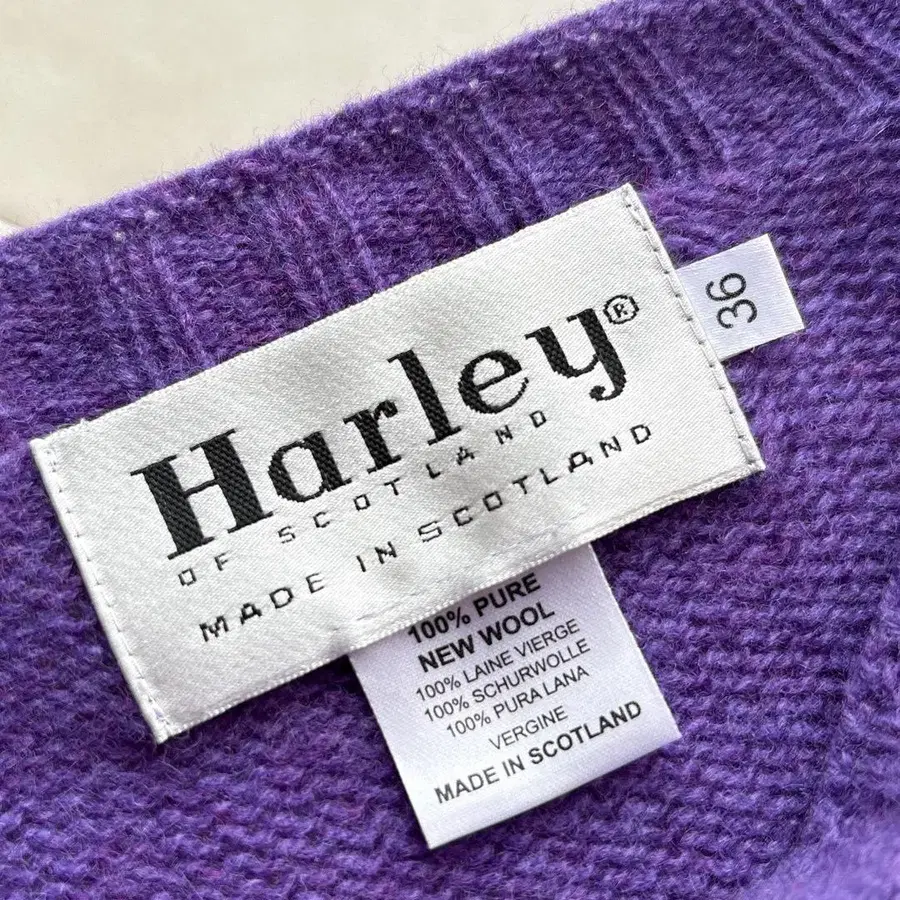 Harley®
OF SCOTLAND
MADE IN SCOTLAND
36
100% PURE
NEW WOOL
100% LAINE VIERGE
100% SCHURWOLLE
100% PURA LANA
VERGINE
MADE IN SCOTLAND